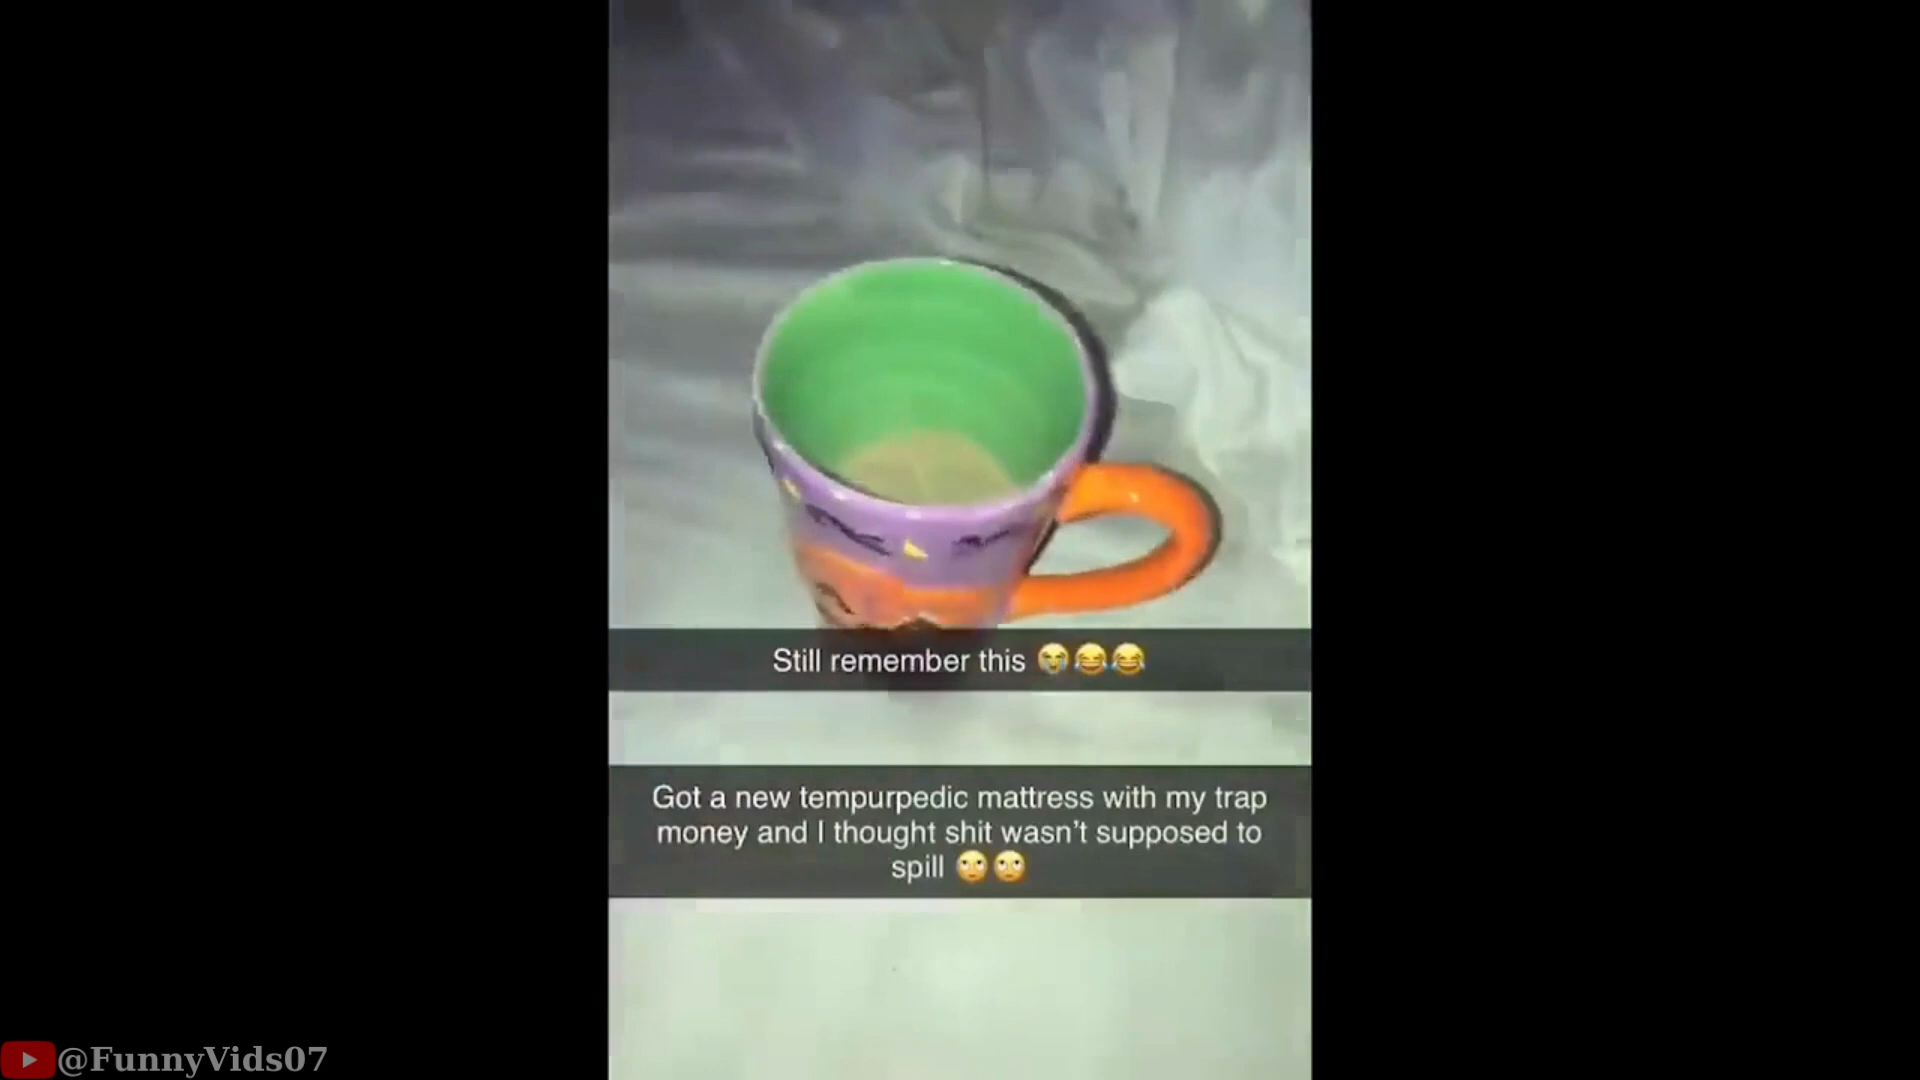 Still remember this 😭😂😂
Got a new tempurpedic mattress with my trap
money and I thought shit wasn’t supposed to
spill 🙄🙄
@FunnyVids07